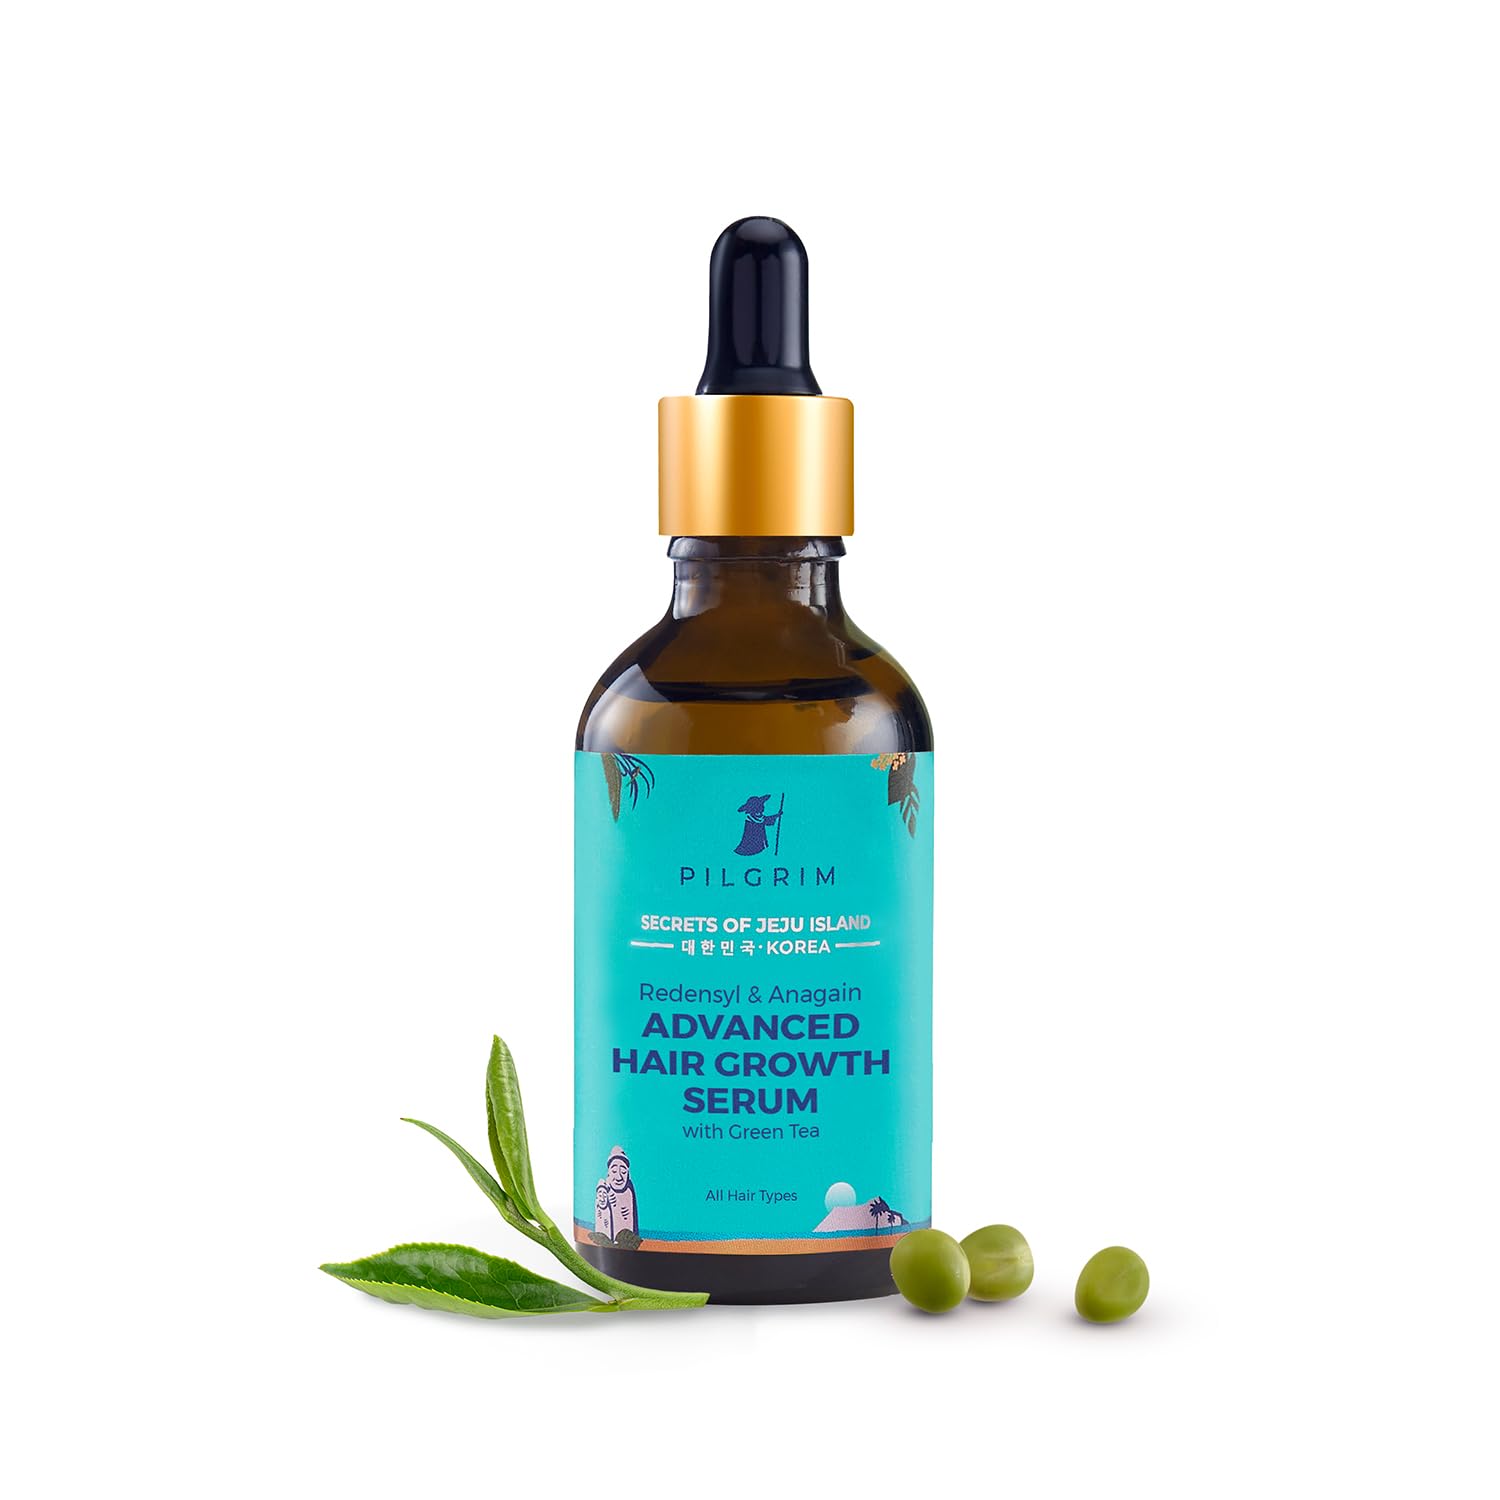 PILGRIM
SECRETS OF JEJU ISLAND
대한민국·KOREA
Redensyl & Anagain
ADVANCED
HAIR GROWTH
SERUM
with Green Tea
All Hair Types